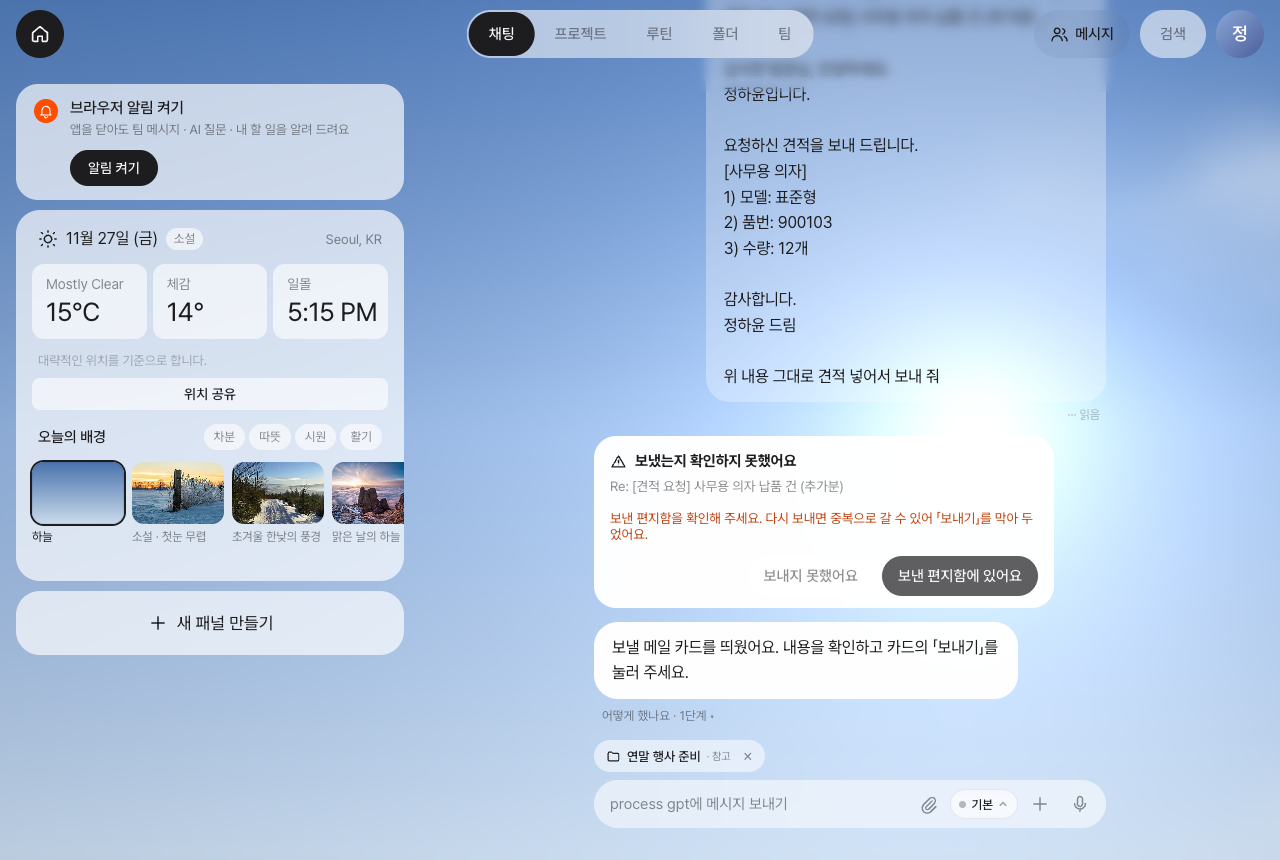 채팅
프로젝트
루틴
폴더
팀
메시지
검색
정
브라우저 알림 켜기
앱을 닫아도 팀 메시지 · AI 질문 · 내 할 일을 알려 드려요
알림 켜기
11월 27일 (금)
소설
Seoul, KR
Mostly Clear
15°C
체감
14°
일몰
5:15 PM
대략적인 위치를 기준으로 합니다.
위치 공유
오늘의 배경
차분
따뜻
시원
활기
하늘
소설 · 첫눈 무렵
초겨울 한낮의 풍경
맑은 날의 하늘
새 패널 만들기
정하윤입니다.
요청하신 견적을 보내 드립니다.
[사무용 의자]
1) 모델: 표준형
2) 품번: 900103
3) 수량: 12개
감사합니다.
정하윤 드림
위 내용 그대로 견적 넣어서 보내 줘
··· 읽음
보냈는지 확인하지 못했어요
Re: [견적 요청] 사무용 의자 납품 건 (추가분)
보낸 편지함을 확인해 주세요. 다시 보내면 중복으로 갈 수 있어 「보내기」를 막아 두
었어요.
보내지 못했어요
보낸 편지함에 있어요
보낼 메일 카드를 띄웠어요. 내용을 확인하고 카드의 「보내기」를
눌러 주세요.
어떻게 했나요 · 1단계 ·
연말 행사 준비 · 참고 ×
process gpt에 메시지 보내기
기본